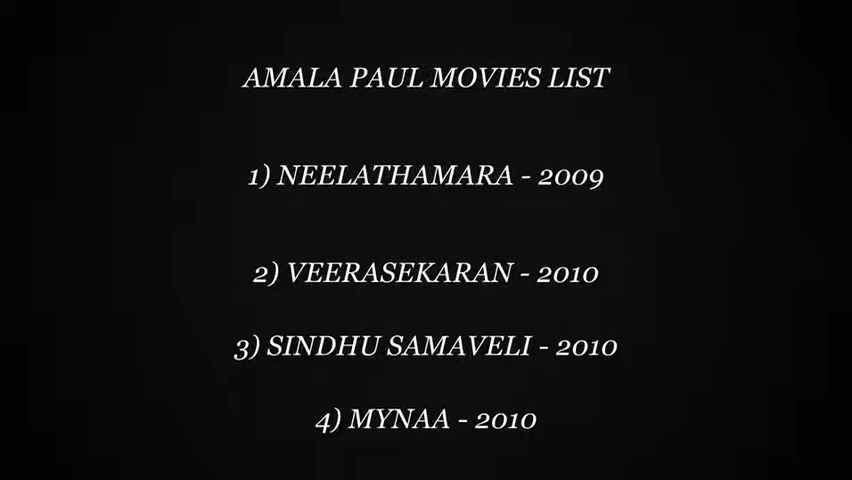 AMALA PAUL MOVIES LIST
1) NEELATHAMARA - 2009
2) VEERASEKARAN - 2010
3) SINDHU SAMAVELI - 2010
4) MYNAA - 2010